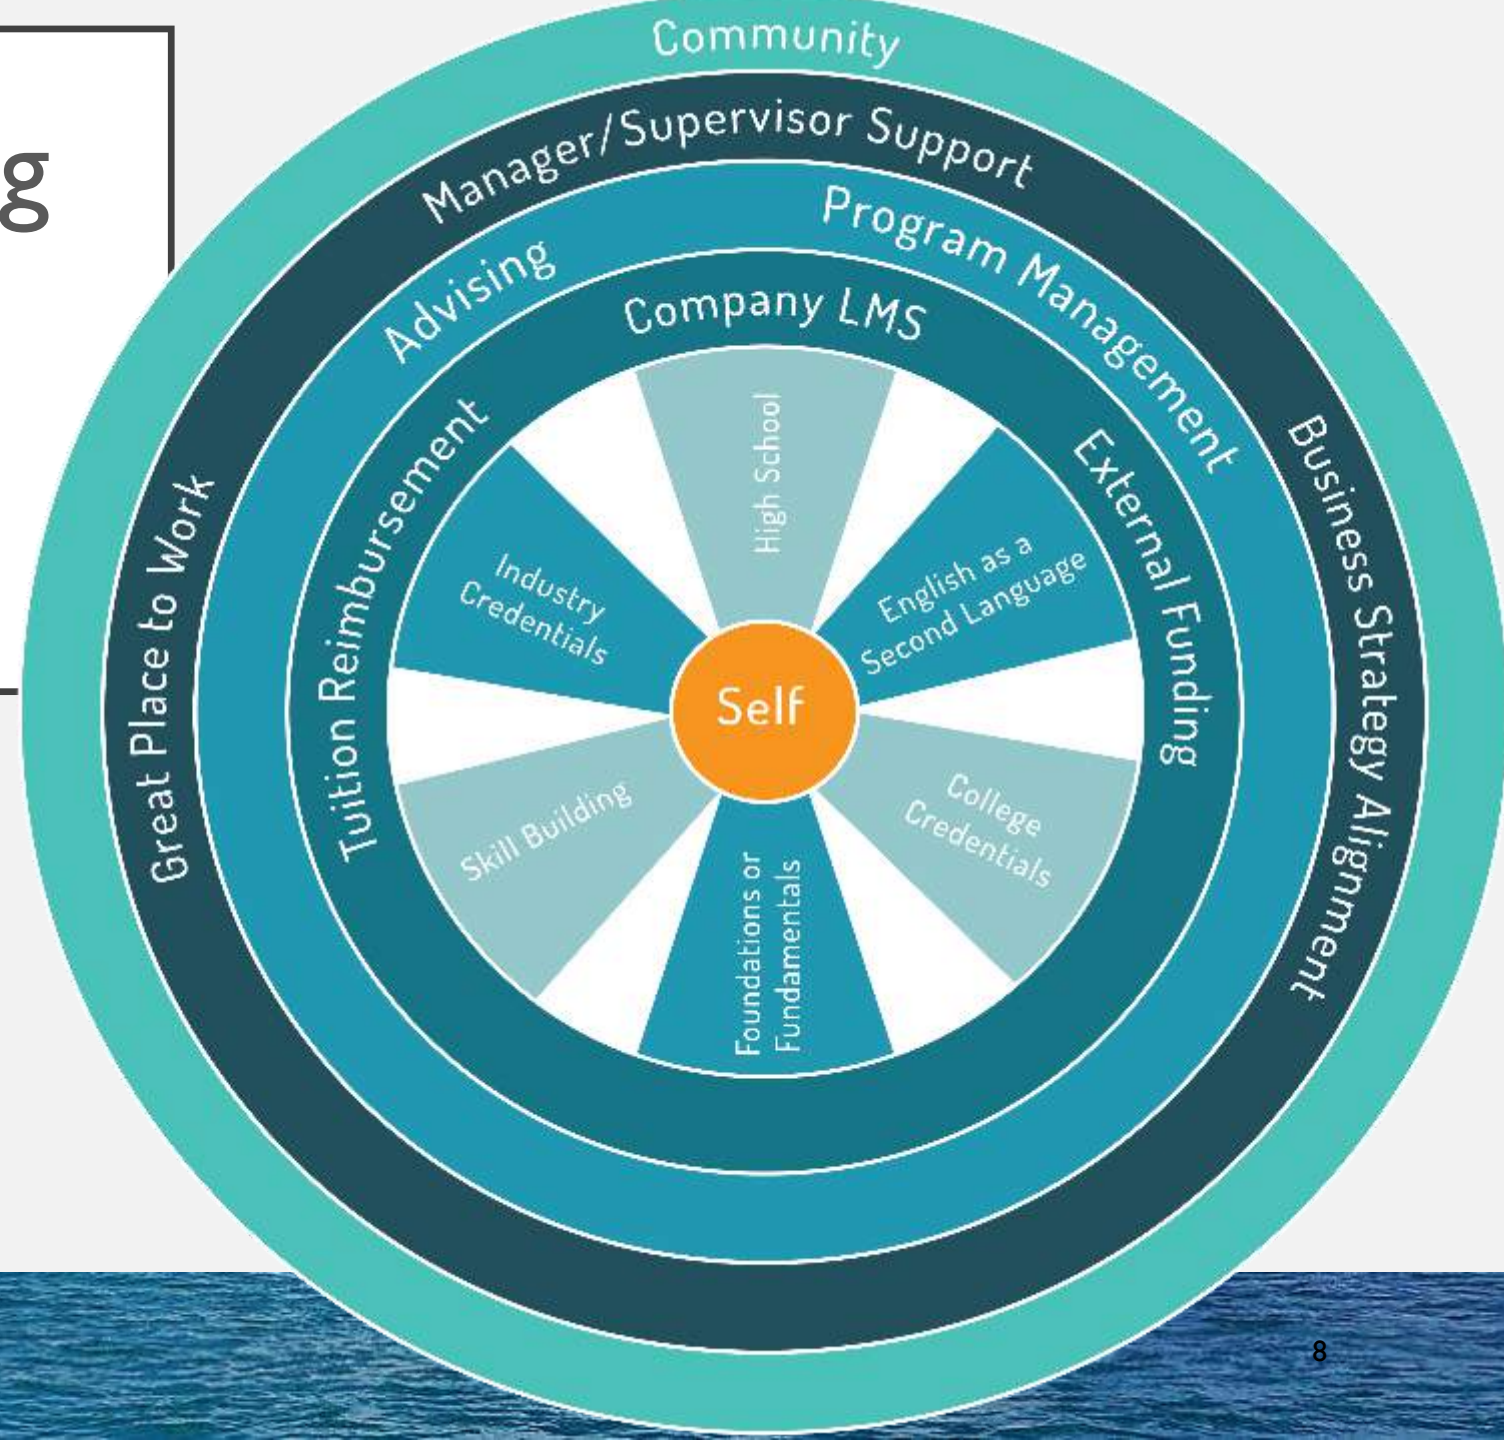 g
Community
Manager/Supervisor Support
Great Place to Work
Business Strategy Alignment
Advising
Program Management
Company LMS
Tuition Reimbursement
External Funding
High School
English as a
Second Language
College
Credentials
Foundations or
Fundamentals
Skill Building
Industry
Credentials
Self
8